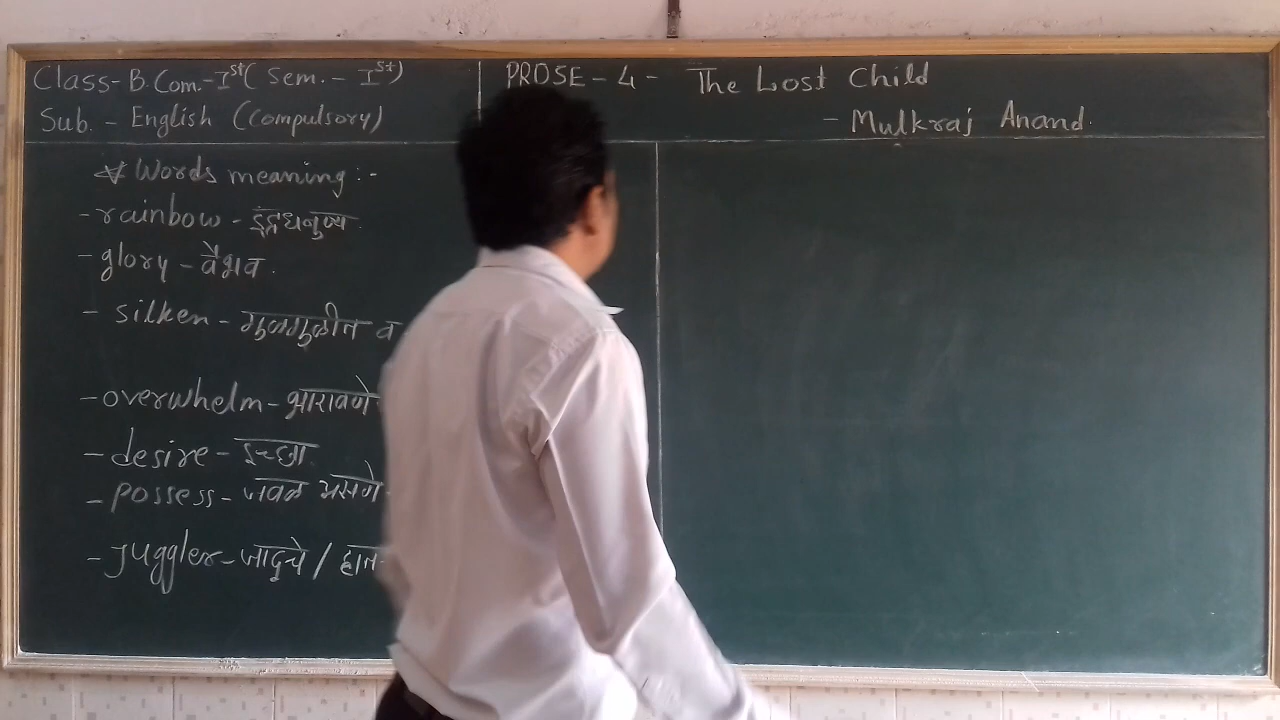 Class-B.Com.-Ist (Sem.-Ist)
Sub. - English (Compulsory)
PROSE-4- The Lost Child
- Mulkraj Anand.
* Words meaning :-
- rainbow - इंद्रधनुष्य.
- glory - वैभव.
- silken - मुळमुळीत व
- overwhelm - भारावणे
- desire - इच्छा.
- possess - जवळ असणे
- juggler - जादूचे / हात